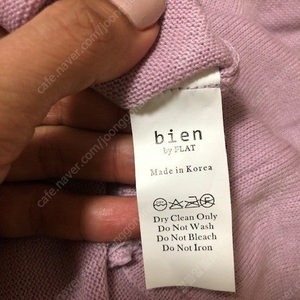 bien
by FLAT
Made in Korea
Dry Clean Only
Do Not Wash
Do Not Bleach
Do Not Iron